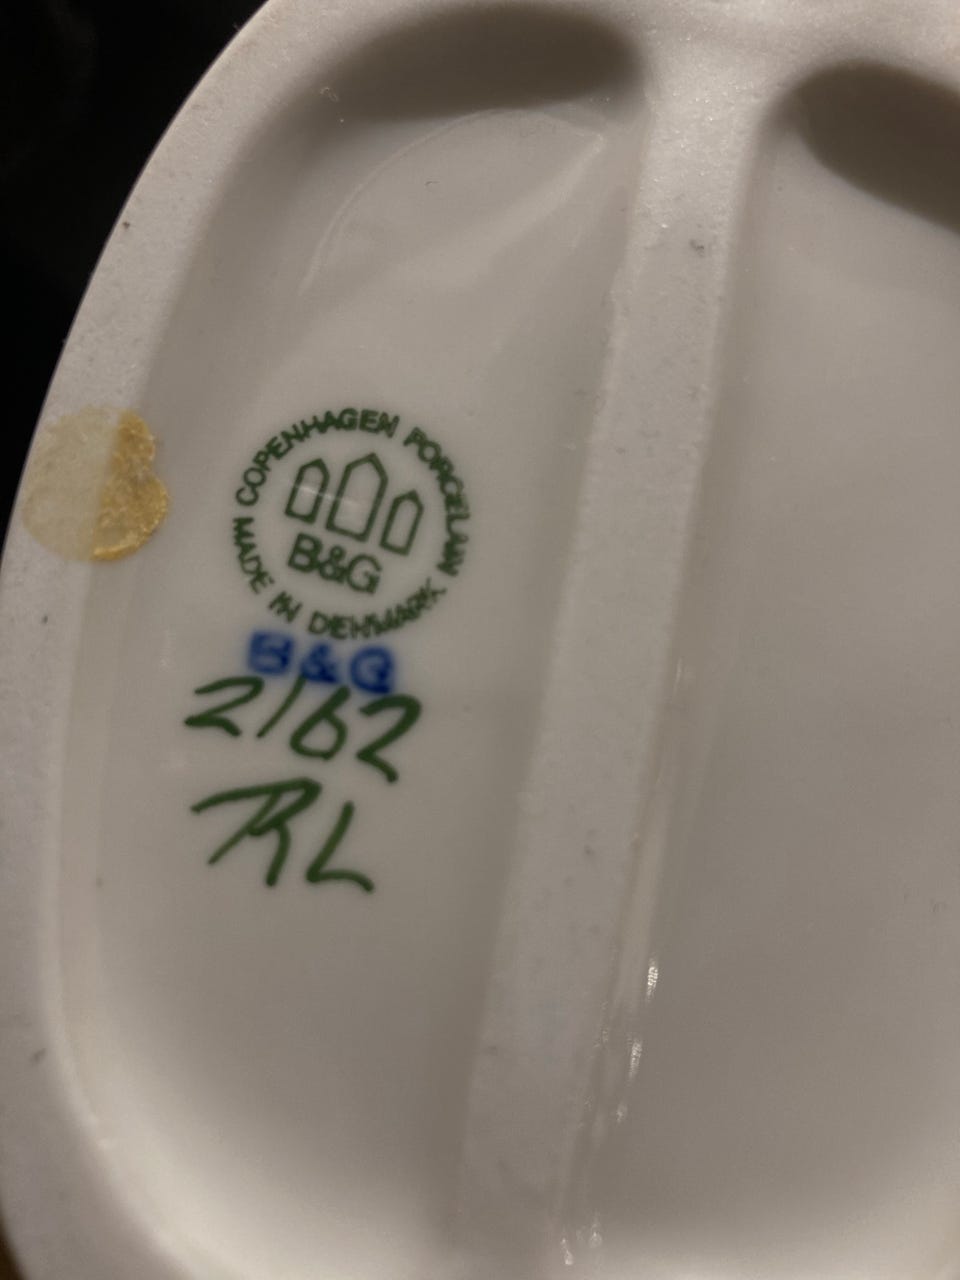 COPENHAGEN PORCELAIN
B&G
MADE IN DENMARK
B&G
2162
RL